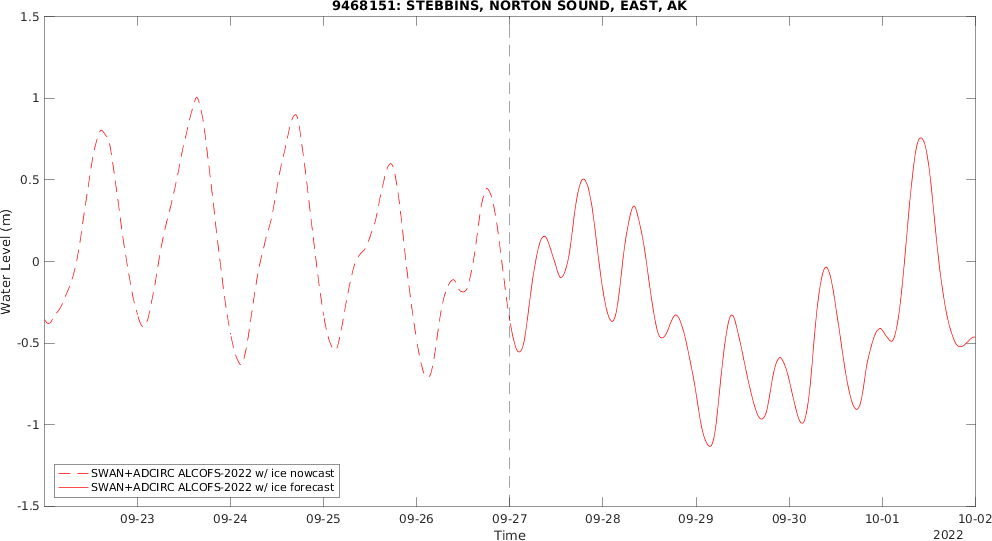 9468151: STEBBINS, NORTON SOUND, EAST, AK
1.5
1
0.5
0
-0.5
-1
-1.5
Water Level (m)
SWAN+ADCIRC ALCOFS-2022 w/ ice nowcast
SWAN+ADCIRC ALCOFS-2022 w/ ice forecast
09-23 09-24 09-25 09-26 09-27 09-28 09-29 09-30 10-01 10-02
Time
2022